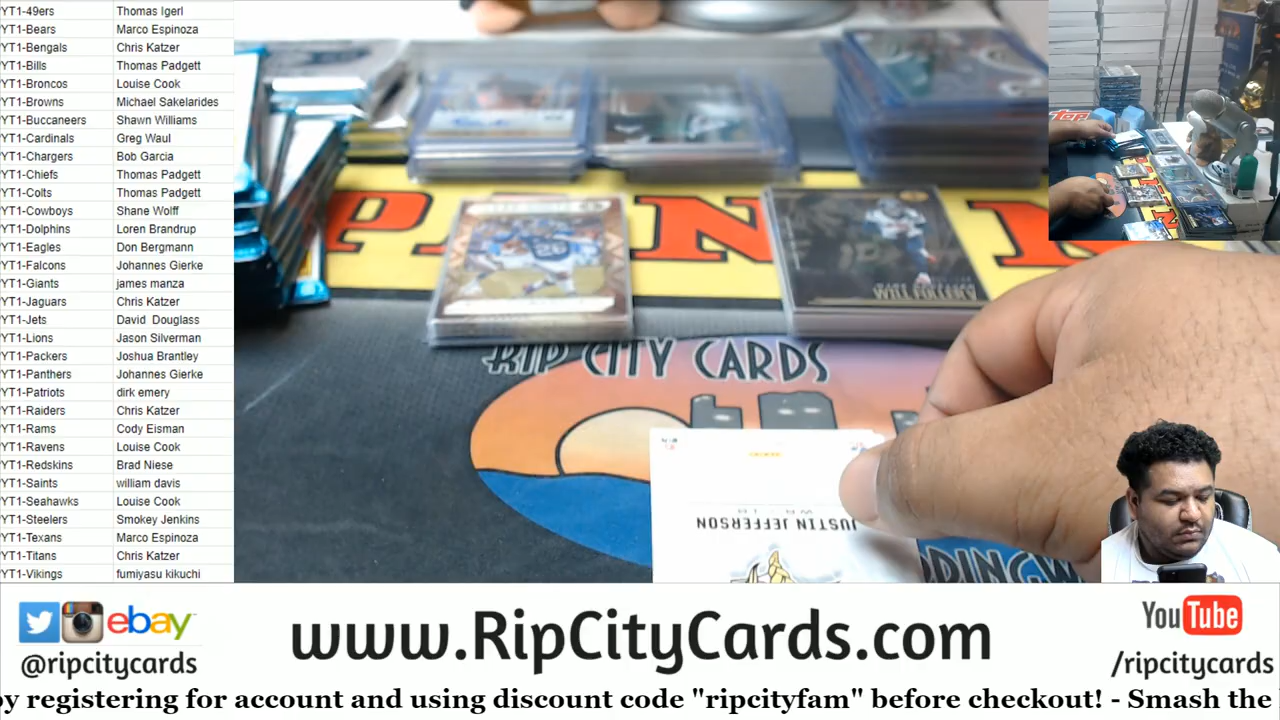 YT1-49ers Thomas Igerl
YT1-Bears Marco Espinoza
YT1-Bengals Chris Katzer
YT1-Bills Thomas Padgett
YT1-Broncos Louise Cook
YT1-Browns Michael Sakelarides
YT1-Buccaneers Shawn Williams
YT1-Cardinals Greg Waul
YT1-Chargers Bob Garcia
YT1-Chiefs Thomas Padgett
YT1-Colts Thomas Padgett
YT1-Cowboys Shane Wolff
YT1-Dolphins Loren Brandrup
YT1-Eagles Don Bergmann
YT1-Falcons Johannes Gierke
YT1-Giants james manza
YT1-Jaguars Chris Katzer
YT1-Jets David Douglass
YT1-Lions Jason Silverman
YT1-Packers Joshua Brantley
YT1-Panthers Johannes Gierke
YT1-Patriots dirk emery
YT1-Raiders Chris Katzer
YT1-Rams Cody Eisman
YT1-Ravens Louise Cook
YT1-Redskins Brad Niese
YT1-Saints william davis
YT1-Seahawks Louise Cook
YT1-Steelers Smokey Jenkins
YT1-Texans Marco Espinoza
YT1-Titans Chris Katzer
YT1-Vikings fumiyasu kikuchi
26
WILL FULLER V
RIP CITY CARDS
JUSTIN JEFFERSON
ebay
@ripcitycards
www.RipCityCards.com
YouTube
/ripcitycards
by registering for account and using discount code "ripcityfam" before checkout! - Smash the